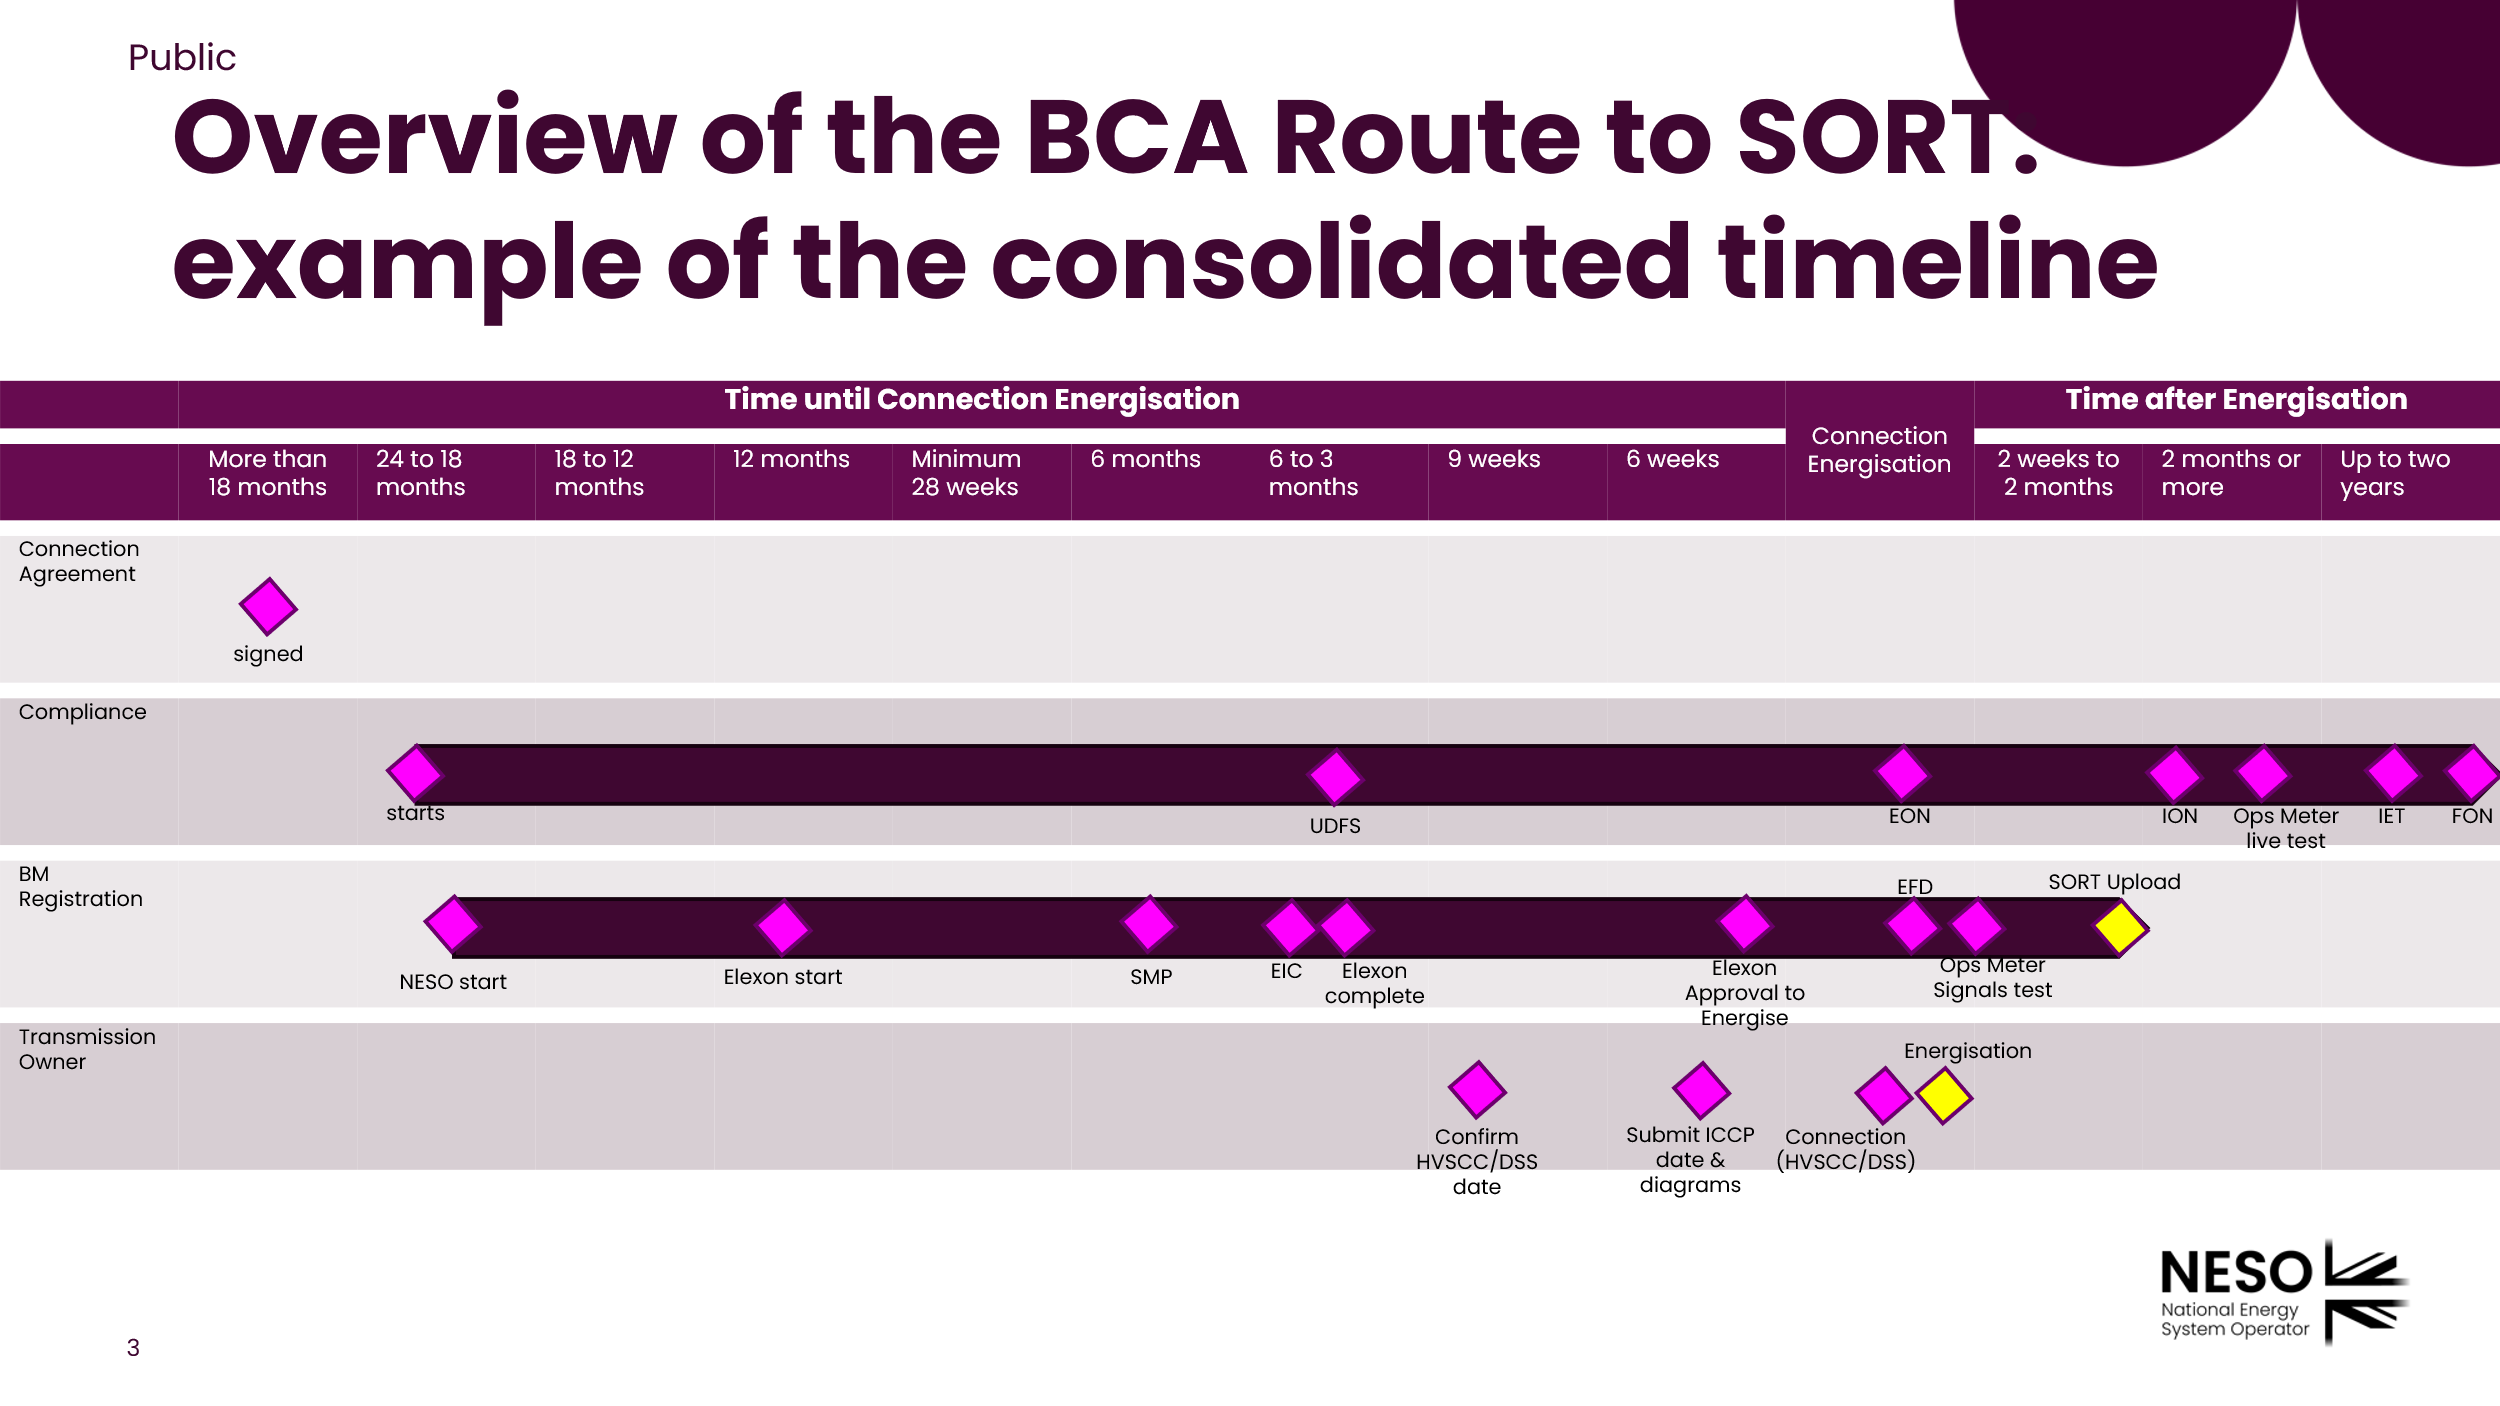 Public
Overview of the BCA Route to SORT:
example of the consolidated timeline
Time until Connection Energisation
Connection
Energisation
Time after Energisation
More than
18 months
24 to 18
months
18 to 12
months
12 months
Minimum
28 weeks
6 months
6 to 3
months
9 weeks
6 weeks
2 weeks to
2 months
2 months or
more
Up to two
years
Connection
Agreement
signed
Compliance
starts
UDFS
EON
ION
Ops Meter
live test
IET
FON
BM
Registration
NESO start
Elexon start
SMP
EIC
Elexon
complete
Elexon
Approval to
Energise
EFD
Ops Meter
Signals test
SORT Upload
Transmission
Owner
Confirm
HVSCC/DSS
date
Submit ICCP
date &
diagrams
Connection
(HVSCC/DSS)
Energisation
NESO
National Energy
System Operator
3